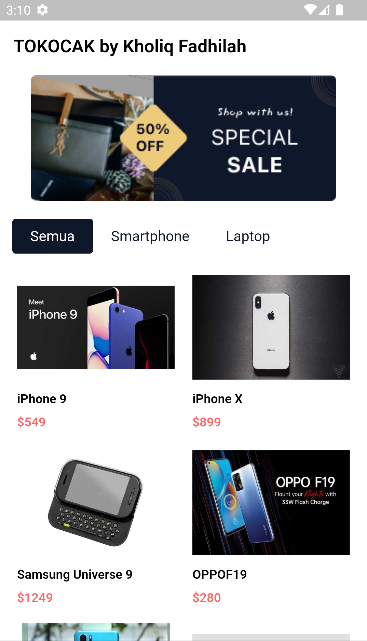 3:10
TOKOCAK by Kholiq Fadhilah
50%
OFF
Shop with us!
SPECIAL
SALE
Semua
Smartphone
Laptop
Meet
iPhone 9
iPhone 9
$549
iPhone X
$899
OPPO F19
Flaunt your Nights with
33W Flash Charge
Samsung Universe 9
$1249
OPPOF19
$280